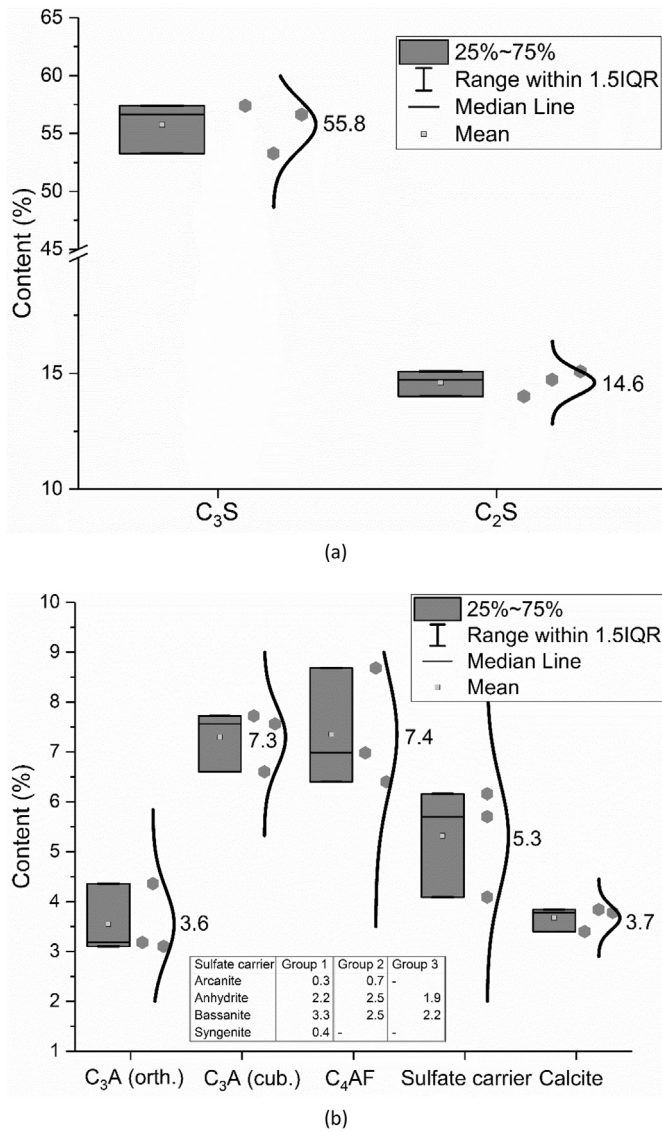 65
60
55
50
45
15
10
Content (%)
25%~75%
Range within 1.5IQR
Median Line
Mean
55.8
14.6
C₃S C₂S
(a)
10
9
8
7
6
5
4
3
2
1
Content (%)
25%~75%
Range within 1.5IQR
Median Line
Mean
3.6
7.3
7.4
5.3
3.7
Sulfate carrier Group 1 Group 2 Group 3
Arcanite 0.3 0.7 -
Anhydrite 2.2 2.5 1.9
Bassanite 3.3 2.5 2.2
Syngenite 0.4 - -
C₃A (orth.) C₃A (cub.) C₄AF Sulfate carrier Calcite
(b)